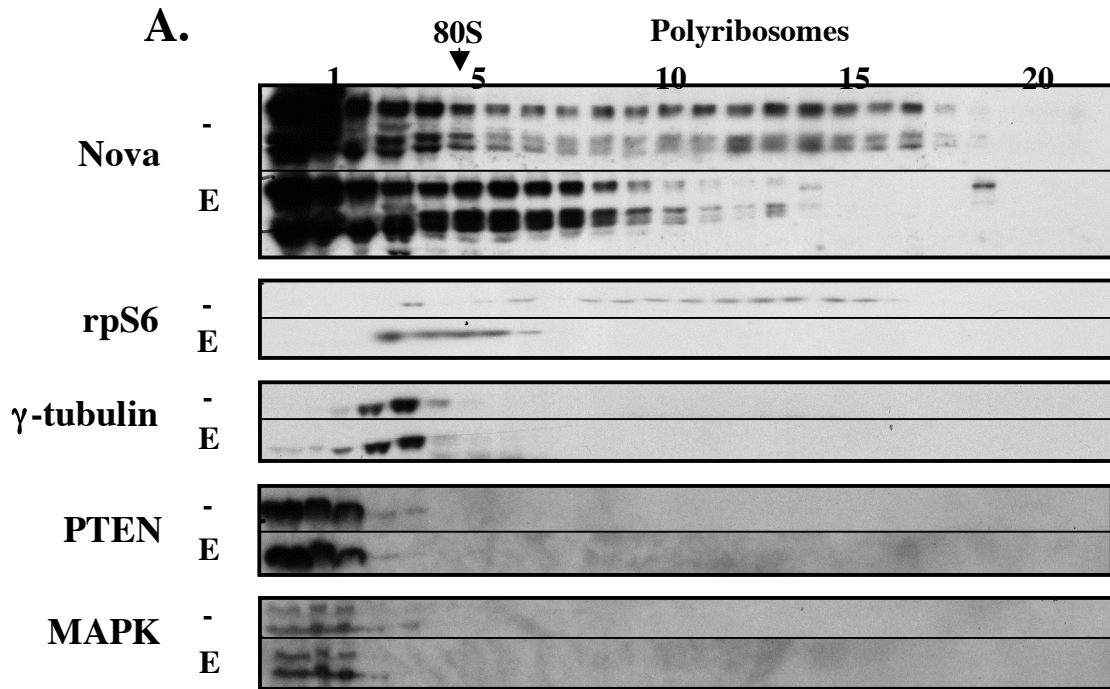 A.
80S Polyribosomes
1 5 10 15 20
Nova
-
E
rpS6
-
E
γ-tubulin
-
E
PTEN
-
E
MAPK
-
E